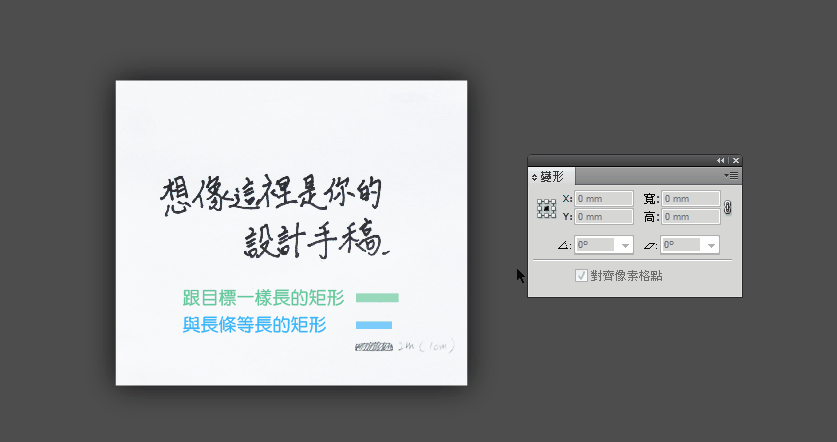 想像這裡是你的
設計手稿.
跟目標一樣長的矩形
與長條等長的矩形
2m (1cm)
變形
X: 0 mm
寬: 0 mm
Y: 0 mm
高: 0 mm
0°
0°
對齊像素格點